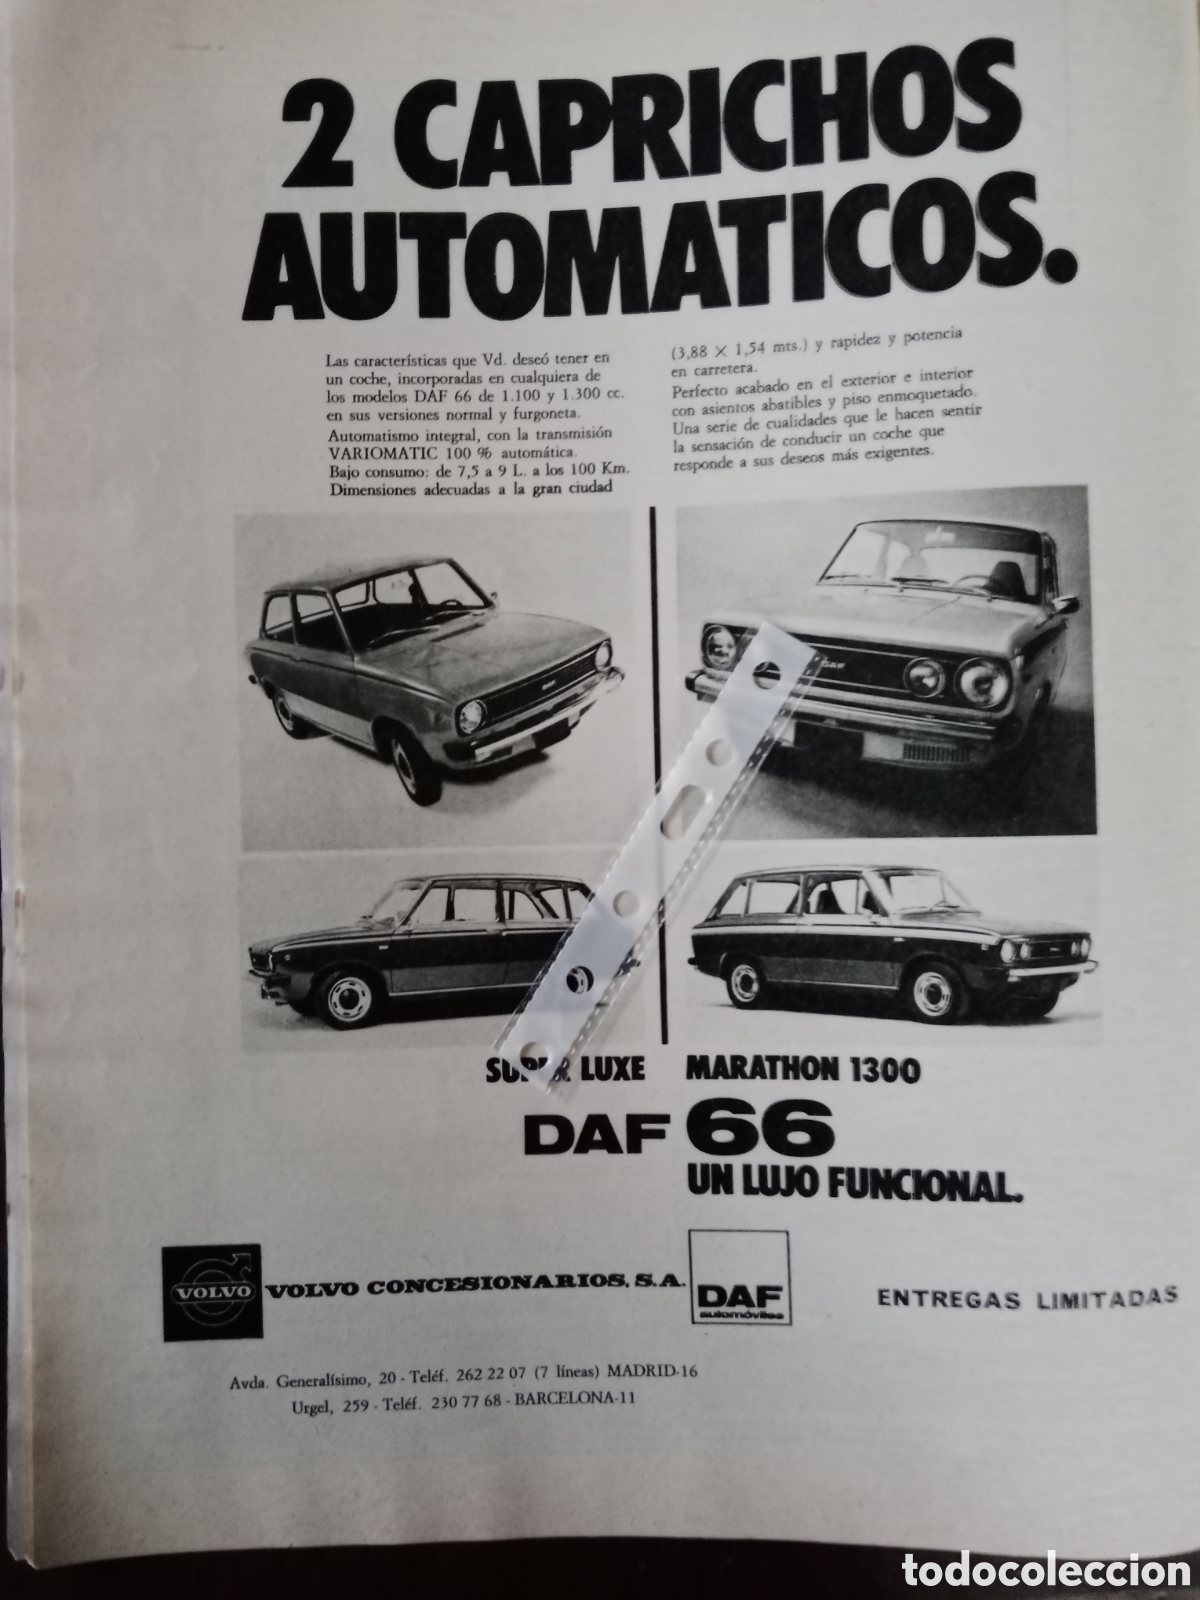 2 CAPRICHOS
AUTOMATICOS.
Las características que Vd. deseó tener en
un coche, incorporadas en cualquiera de
los modelos DAF 66 de 1.100 y 1.300 cc.
en sus versiones normal y furgoneta.
Automatismo integral, con la transmisión
VARIOMATIC 100 % automática.
Bajo consumo: de 7,5 a 9 L. a los 100 Km.
Dimensiones adecuadas a la gran ciudad
(3,88 × 1,54 mts.) y rapidez y potencia
en carretera.
Perfecto acabado en el exterior e interior
con asientos abatibles y piso enmoquetado.
Una serie de cualidades que le hacen sentir
la sensación de conducir un coche que
responde a sus deseos más exigentes.
DAF
DAF
SUPER LUXE
MARATHON 1300
DAF 66
UN LUJO FUNCIONAL.
VOLVO
VOLVO CONCESIONARIOS, S.A.
DAF
automóviles
ENTREGAS LIMITADAS
Avda. Generalísimo, 20 - Teléf. 262 22 07 (7 líneas) MADRID-16
Urgel, 259 - Teléf. 230 77 68 - BARCELONA-11
todocoleccion